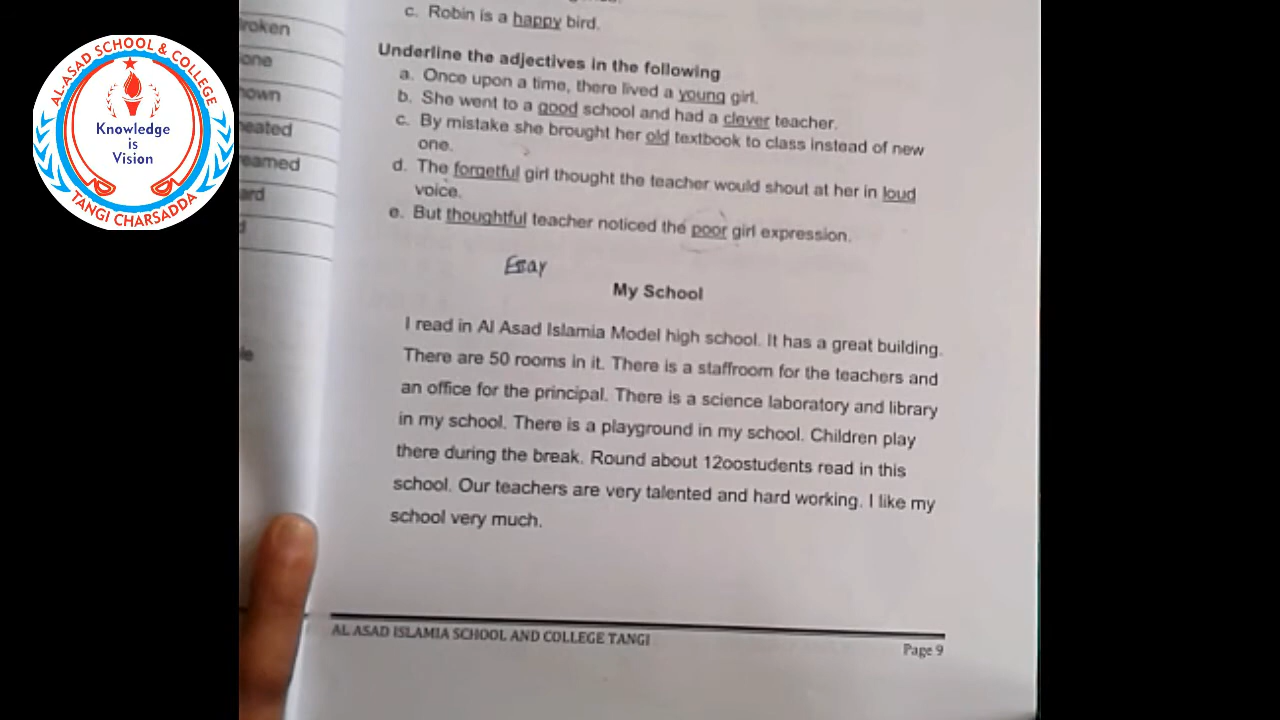 AL-ASAD SCHOOL & COLLEGE
Knowledge
is
Vision
TANGI CHARSADDA
c. Robin is a happy bird.
Underline the adjectives in the following
a. Once upon a time, there lived a young girl.
b. She went to a good school and had a clever teacher.
c. By mistake she brought her old textbook to class instead of new
one.
d. The forgetful girl thought the teacher would shout at her in loud
voice.
e. But thoughtful teacher noticed the poor girl expression.
Essay
My School
I read in Al Asad Islamia Model high school. It has a great building.
There are 50 rooms in it. There is a staffroom for the teachers and
an office for the principal. There is a science laboratory and library
in my school. There is a playground in my school. Children play
there during the break. Round about 12oostudents read in this
school. Our teachers are very talented and hard working. I like my
school very much.
AL ASAD ISLAMIA SCHOOL AND COLLEGE TANGI
Page 9